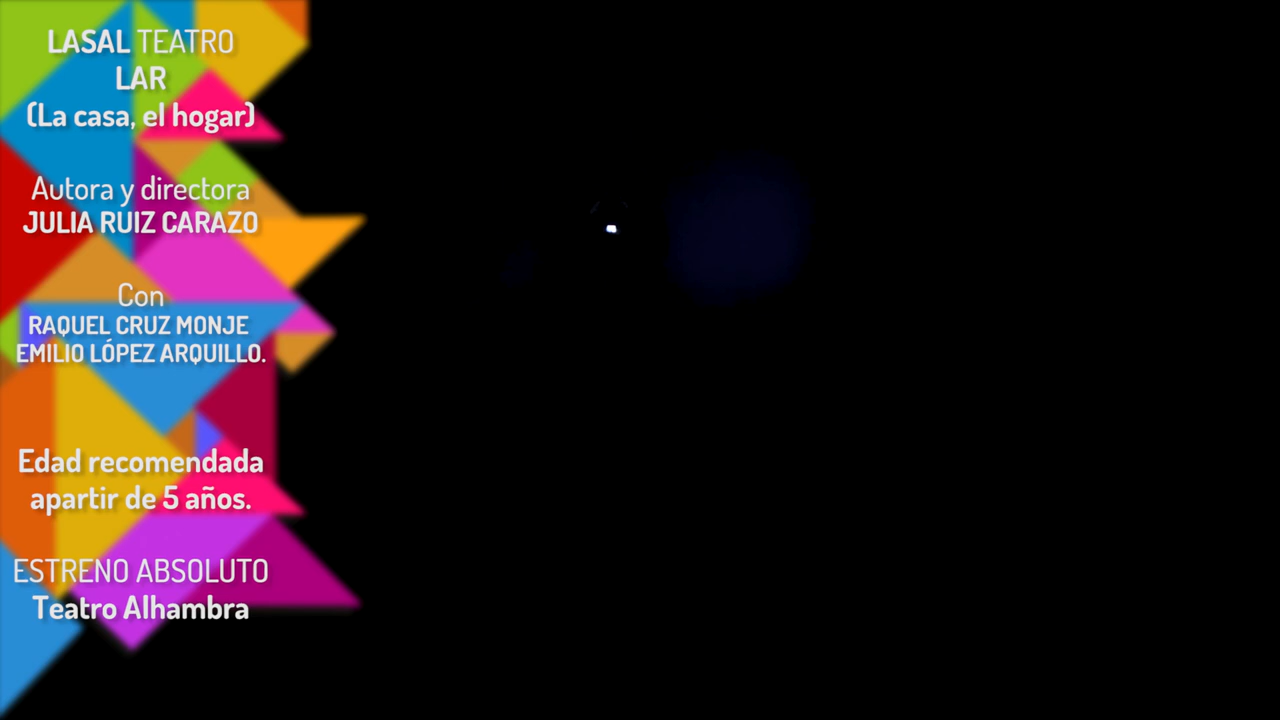 LASAL TEATRO
LAR
(La casa, el hogar)
Autora y directora
JULIA RUIZ CARAZO
Con
RAQUEL CRUZ MONJE
EMILIO LÓPEZ ARQUILLO.
Edad recomendada
apartir de 5 años.
ESTRENO ABSOLUTO
Teatro Alhambra